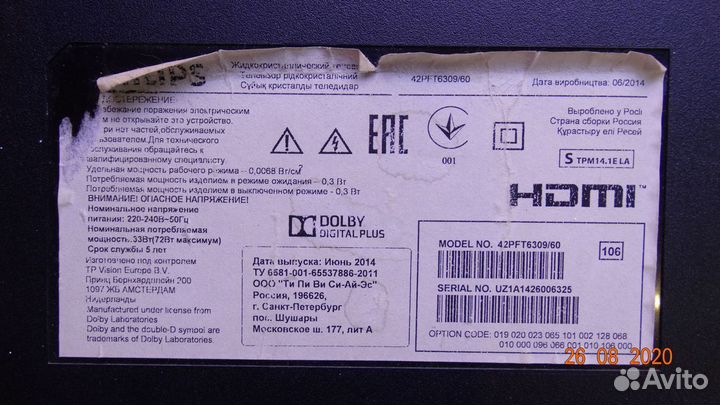 Жидкокристаллический
Телевізор рідкокристалічний
Сұйық кристалды теледидар
42PFT6309/60
Дата виробництва: 06/2014
поражения электрическим
не открывайте это устройство.
нет частей, обслуживаемых
Для технического
обслуживания обращайтесь к
квалифицированному специалисту.
Удельная мощность рабочего режима – 0,0068 Вт/см²
Потребляемая мощность изделием в режиме ожидания – 0,3 Вт
Потребляемая мощность изделием в выключенном режиме - 0,3 Вт
ВНИМАНИЕ! ОПАСНОЕ НАПРЯЖЕНИЕ!
Номинальное напряжение
питания: 220-240В~50Гц
Номинальная потребляемая
мощность:33Вт(72Вт максимум)
Срок службы 5 лет
Изготовлено под контролем
TP Vision Europe B.V.
Принц Бернхардплейн 200
1097 ЖБ АМСТЕРДАМ
Нидерланды
Manufactured under license from
Dolby Laboratories.
Dolby and the double-D symbol are
trademarks of Dolby Laboratories.
EAC
001
Вироблено у Росії
Страна сборки Россия
Құрастыру елі Ресей
S TPM14.1E LA
HDMI™
DOLBY
DIGITAL PLUS
Дата выпуска: Июнь 2014
ТУ 6581-001-65537886-2011
ООО "Ти Пи Ви Си-Ай-Эс"
Россия, 196626,
г. Санкт-Петербург
пос. Шушары
Московское ш. 177, лит А
MODEL NO. 42PFT6309/60
106
SERIAL NO. UZ1A1426006325
OPTION CODE: 019 020 023 065 101 002 128 068
010 000 096 066 001 010 106 000
26 08 2020
Avito